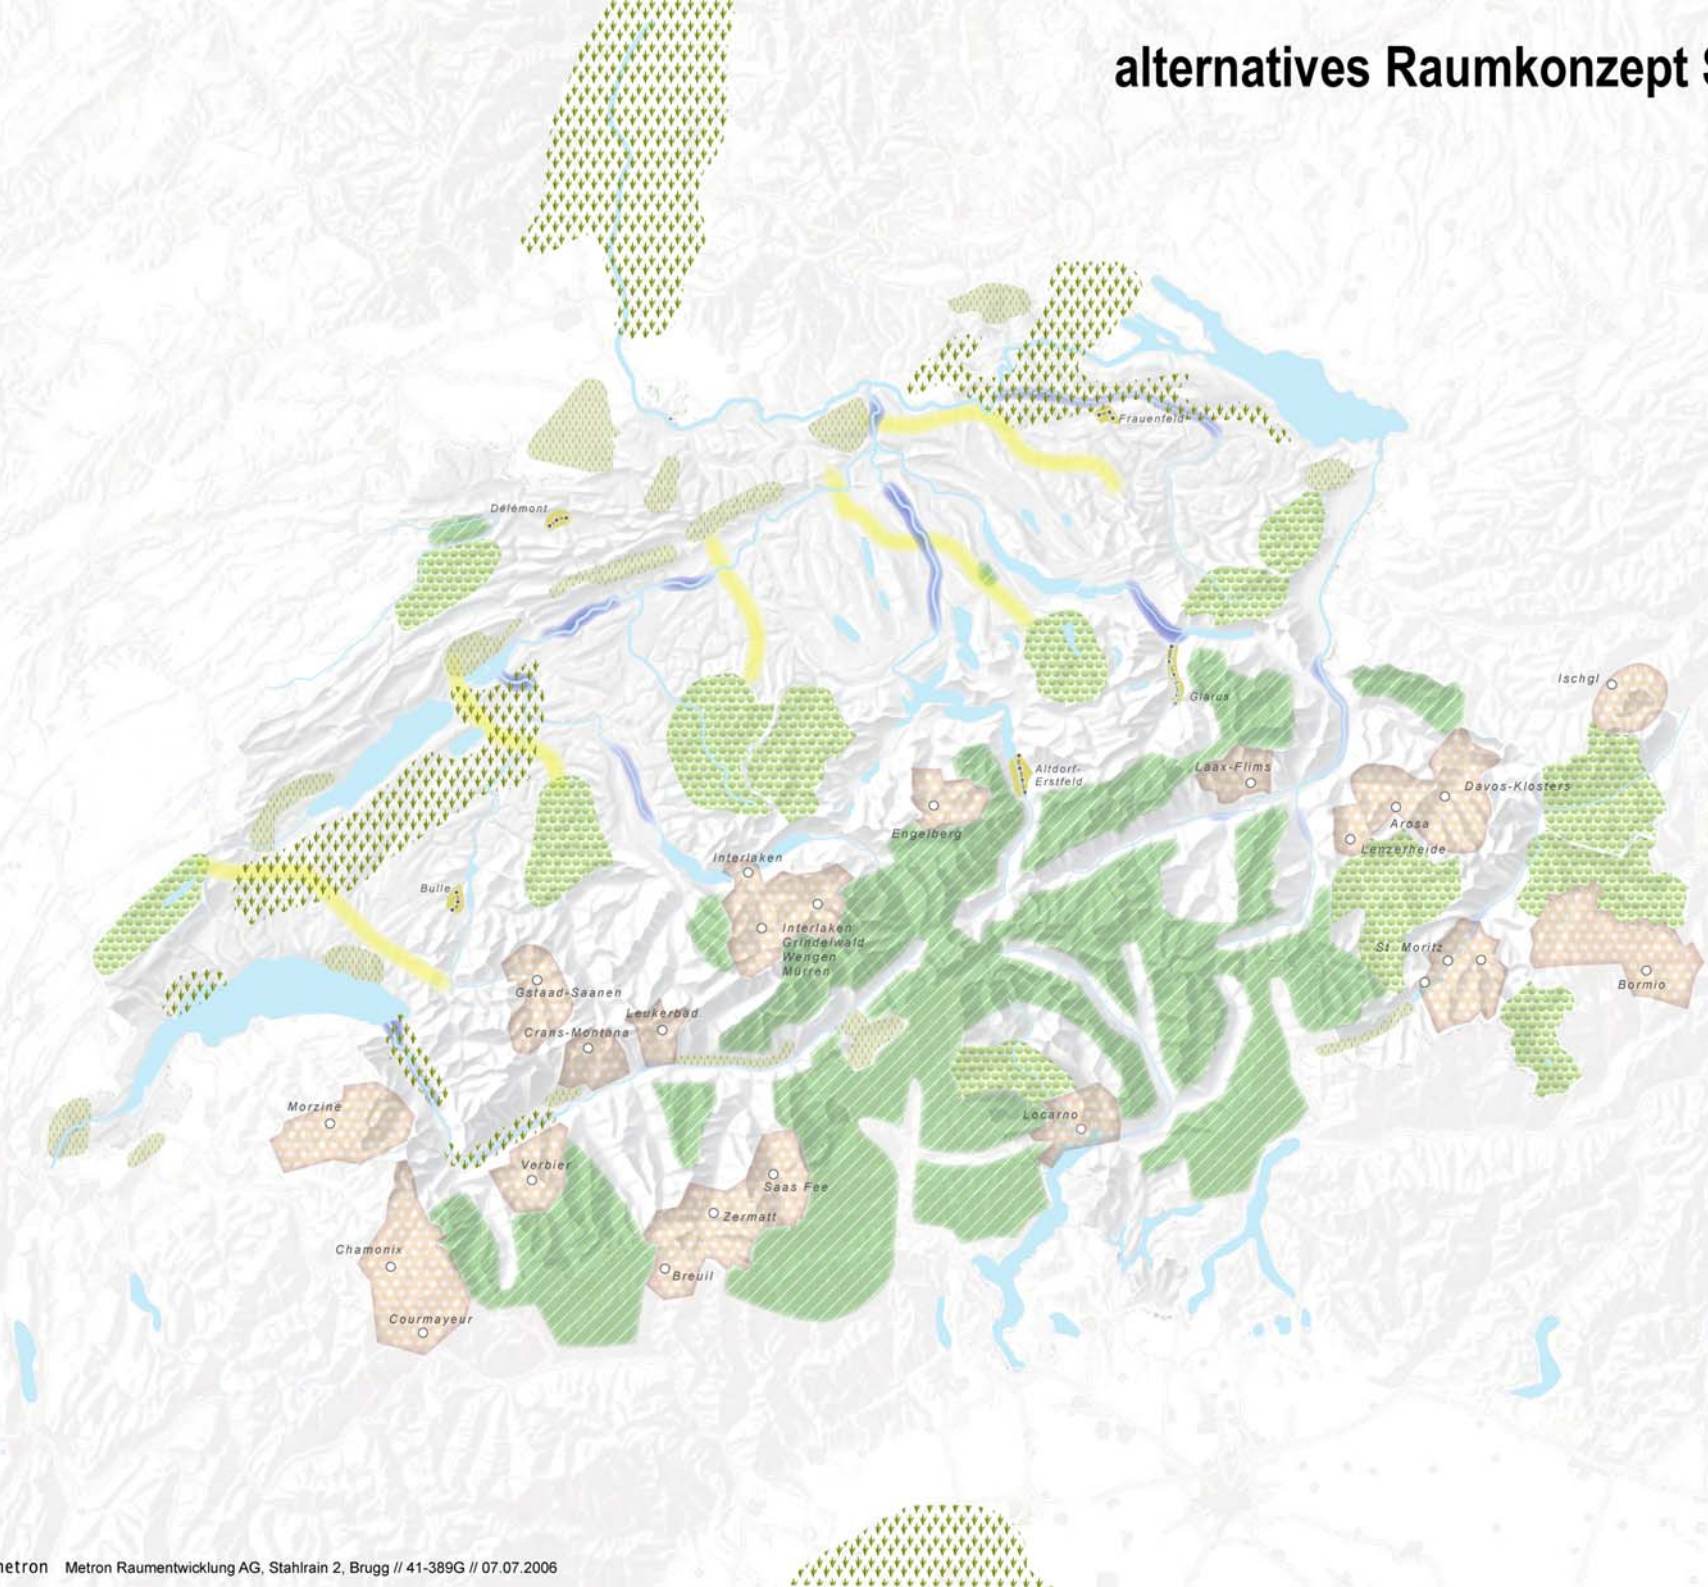 alternatives Raumkonzept
Frauenfeld
Délémont
Ischgl
Glarus
Altdorf-
Erstfeld
Laax-Flims
Davos-Klosters
Arosa
Lenzerheide
Engelberg
Interlaken
Bulle
Interlaken
Grindelwald
Wengen
Mürren
St. Moritz
Bormio
Gstaad-Saanen
Leukerbad
Crans-Montana
Morzine
Locarno
Verbier
Saas Fee
Zermatt
Chamonix
Breuil
Courmayeur
metron Metron Raumentwicklung AG, Stahlrain 2, Brugg // 41-389G // 07.07.2006